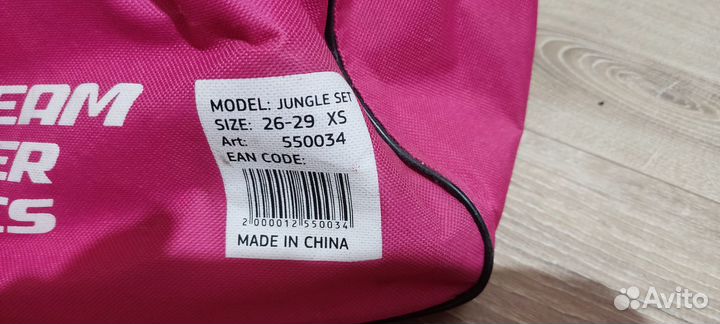 EAM
ER
CS
MODEL: JUNGLE SET
SIZE: 26-29 XS
Art: 550034
EAN CODE:
2 000012 550034
MADE IN CHINA
Avito